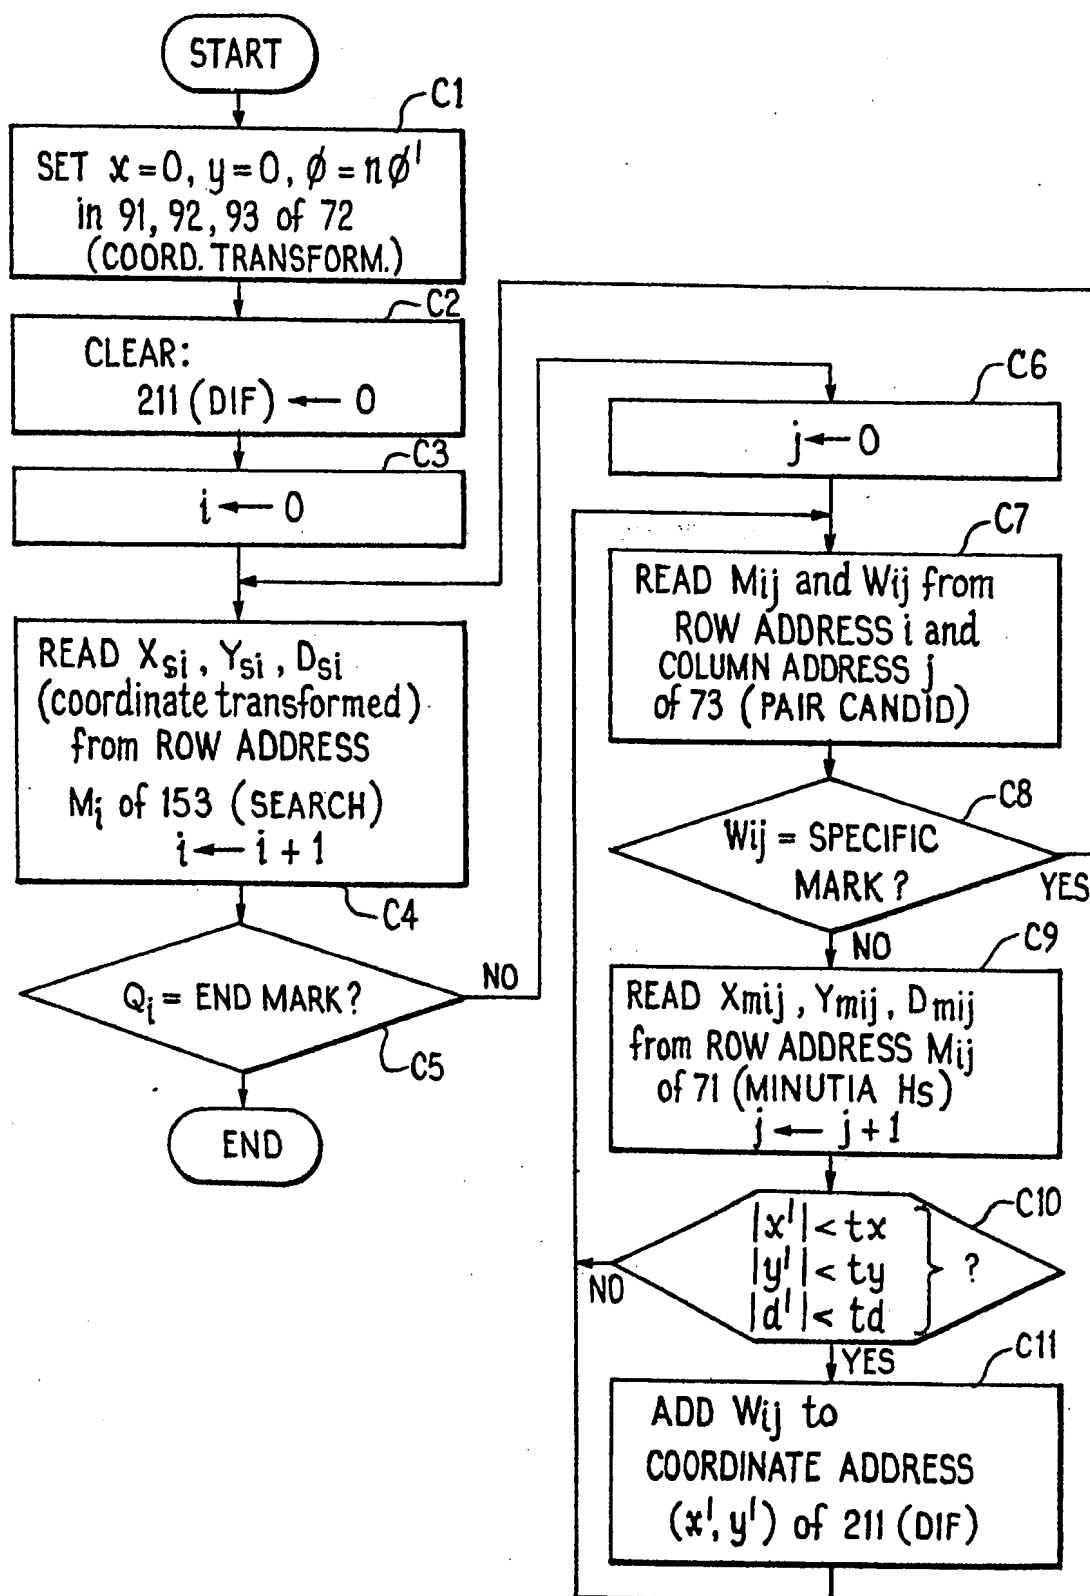 START
C1
SET x=0, y=0, ϕ=nϕ'
in 91, 92, 93 of 72
(COORD. TRANSFORM.)
C2
CLEAR:
211 (DIF) ← 0
C3
i ← 0
READ Xsi, Ysi, Dsi
(coordinate transformed)
from ROW ADDRESS
Mi of 153 (SEARCH)
i ← i + 1
C4
Qi = END MARK?
NO
C5
END
C6
j ← 0
C7
READ Mij and Wij from
ROW ADDRESS i and
COLUMN ADDRESS j
of 73 (PAIR CANDID)
C8
Wij = SPECIFIC
MARK?
YES
NO
C9
READ Xmij, Ymij, Dmij
from ROW ADDRESS Mij
of 71 (MINUTIA Hs)
j ← j + 1
C10
|x'| < tx
|y'| < ty
|d'| < td
?
NO
YES
C11
ADD Wij to
COORDINATE ADDRESS
(x', y') of 211 (DIF)